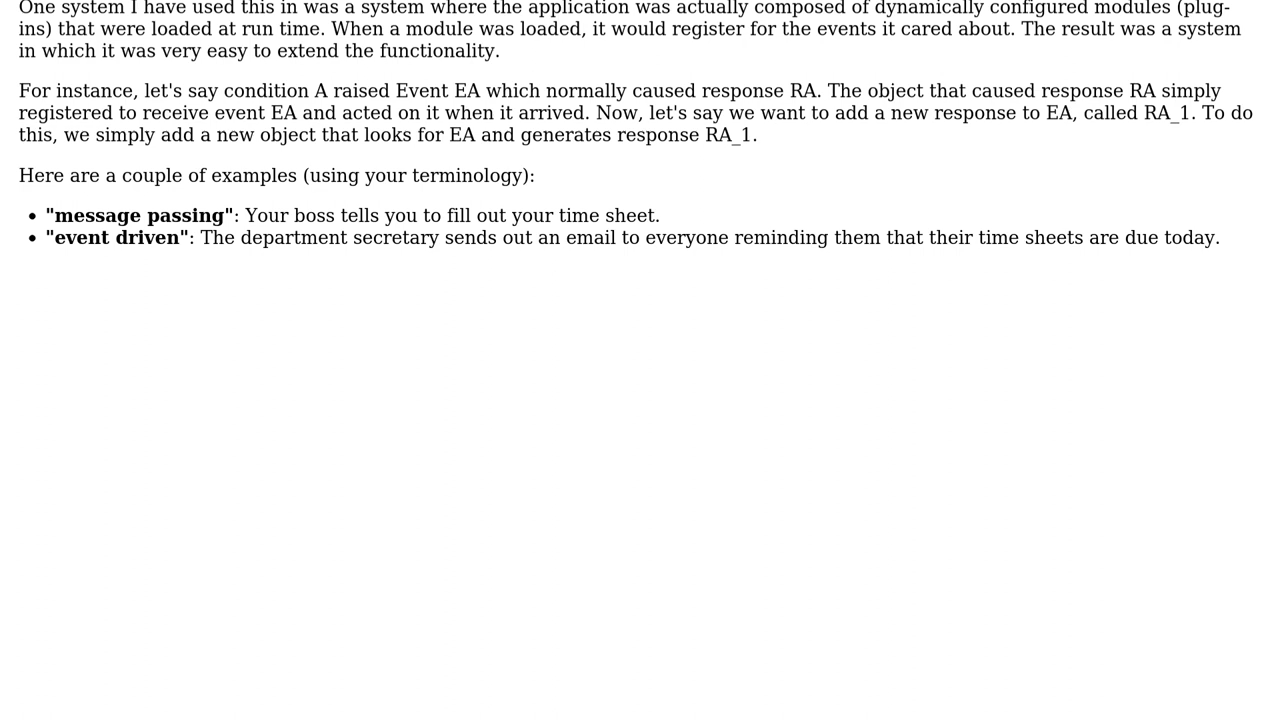 One system I have used this in was a system where the application was actually composed of dynamically configured modules (plug-
ins) that were loaded at run time. When a module was loaded, it would register for the events it cared about. The result was a system
in which it was very easy to extend the functionality.
For instance, let's say condition A raised Event EA which normally caused response RA. The object that caused response RA simply
registered to receive event EA and acted on it when it arrived. Now, let's say we want to add a new response to EA, called RA_1. To do
this, we simply add a new object that looks for EA and generates response RA_1.
Here are a couple of examples (using your terminology):
• "message passing": Your boss tells you to fill out your time sheet.
• "event driven": The department secretary sends out an email to everyone reminding them that their time sheets are due today.